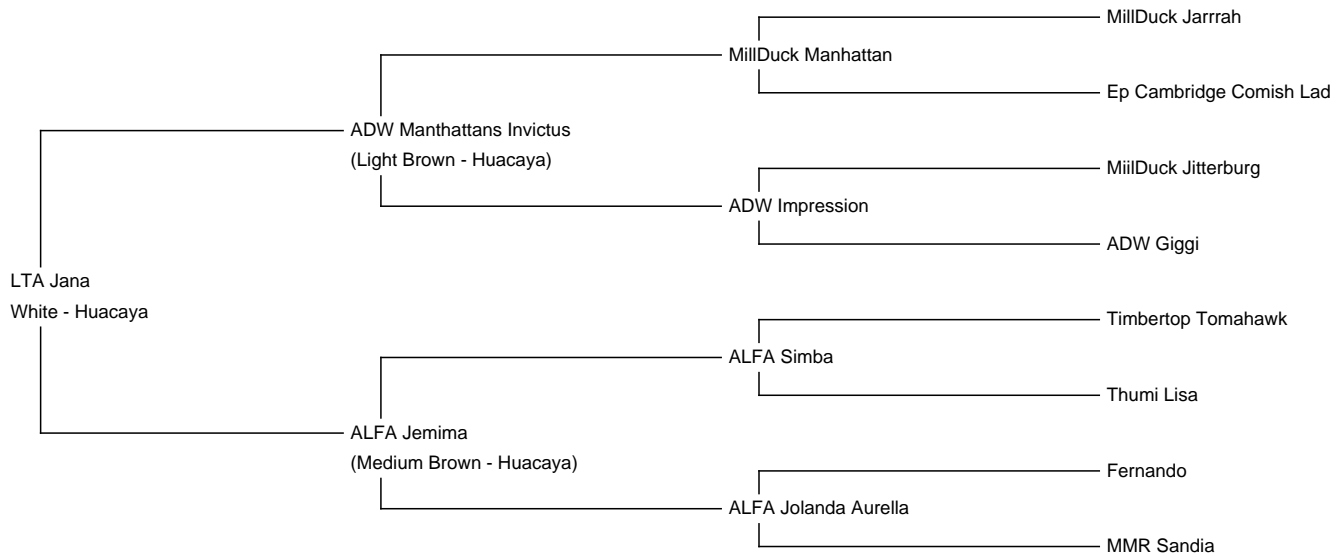 MillDuck Jarrrah
MillDuck Manhattan
Ep Cambridge Comish Lad
ADW Manthattans Invictus
(Light Brown - Huacaya)
MiilDuck Jitterburg
ADW Impression
ADW Giggi
LTA Jana
White - Huacaya
Timbertop Tomahawk
ALFA Simba
Thumi Lisa
ALFA Jemima
(Medium Brown - Huacaya)
Fernando
ALFA Jolanda Aurella
MMR Sandia